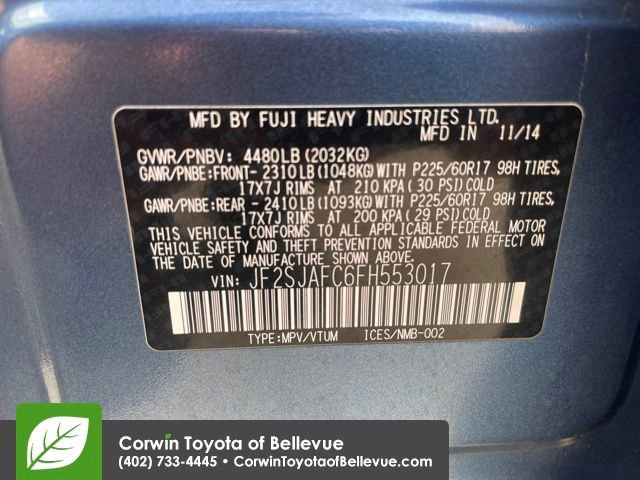 MFD BY FUJI HEAVY INDUSTRIES LTD.
MFD IN 11/14
GVWR/PNBV: 4480LB (2032KG)
GAWR/PNBE:FRONT- 2310LB (1048KG) WITH P225/60R17 98H TIRES,
17X7J RIMS AT 210 KPA (30 PSI) COLD
GAWR/PNBE:REAR - 2410LB (1093KG) WITH P225/60R17 98H TIRES,
17X7J RIMS AT 200 KPA (29 PSI) COLD
THIS VEHICLE CONFORMS TO ALL APPLICABLE FEDERAL MOTOR
VEHICLE SAFETY AND THEFT PREVENTION STANDARDS IN EFFECT
ON THE DATE OF MANUFACTURE SHOWN ABOVE.
VIN: JF2SJAFC6FH553017
TYPE:MPV/VTUM ICES/NMB-002
Corwin Toyota of Bellevue
(402) 733-4445 • CorwinToyotaofBellevue.com